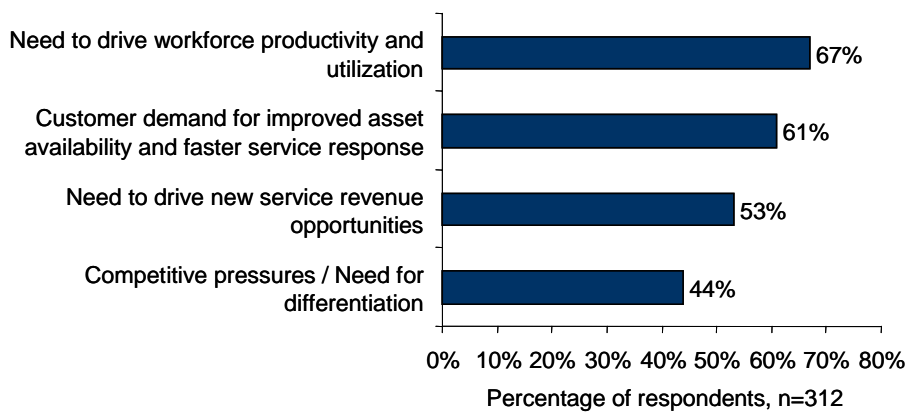 Need to drive workforce productivity and
utilization
67%
Customer demand for improved asset
availability and faster service response
61%
Need to drive new service revenue
opportunities
53%
Competitive pressures / Need for
differentiation
44%
0% 10% 20% 30% 40% 50% 60% 70% 80%
Percentage of respondents, n=312